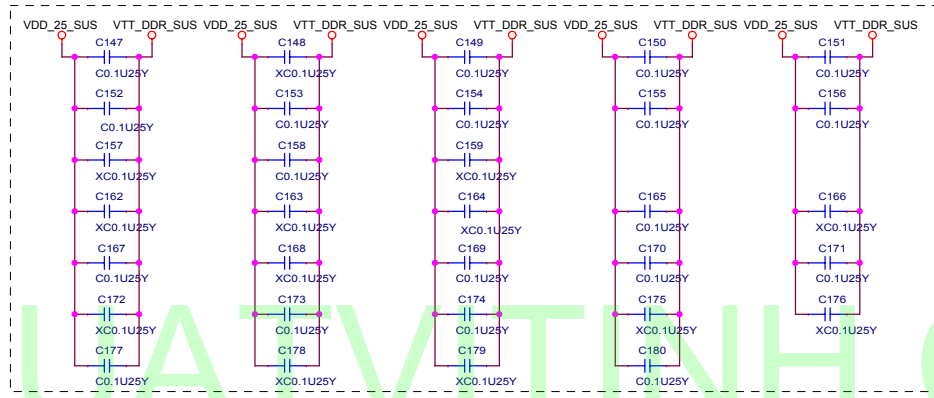 VDD_25_SUS VTT_DDR_SUS VDD_25_SUS VTT_DDR_SUS VDD_25_SUS VTT_DDR_SUS VDD_25_SUS VTT_DDR_SUS VDD_25_SUS VTT_DDR_SUS
C147 C148 C149 C150 C151
C0.1U25Y XC0.1U25Y C0.1U25Y C0.1U25Y C0.1U25Y
C152 C153 C154 C155 C156
C0.1U25Y C0.1U25Y C0.1U25Y C0.1U25Y C0.1U25Y
C157 C158 C159
XC0.1U25Y C0.1U25Y XC0.1U25Y
C162 C163 C164 C165 C166
XC0.1U25Y XC0.1U25Y XC0.1U25Y C0.1U25Y XC0.1U25Y
C167 C168 C169 C170 C171
C0.1U25Y XC0.1U25Y C0.1U25Y C0.1U25Y C0.1U25Y
C172 C173 C174 C175 C176
XC0.1U25Y C0.1U25Y C0.1U25Y XC0.1U25Y XC0.1U25Y
C177 C178 C179 C180
C0.1U25Y XC0.1U25Y XC0.1U25Y C0.1U25Y
UATVITINH